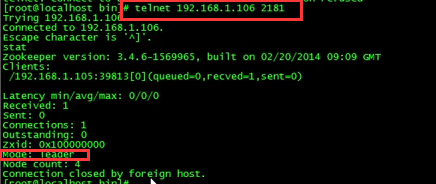 [root@localhost bin]# telnet 192.168.1.106 2181
Trying 192.168.1.106...
Connected to 192.168.1.106.
Escape character is '^]'.
stat
Zookeeper version: 3.4.6-1569965, built on 02/20/2014 09:09 GMT
Clients:
/192.168.1.105:39813[0](queued=0,recved=1,sent=0)
Latency min/avg/max: 0/0/0
Received: 1
Sent: 0
Connections: 1
Outstanding: 0
Zxid: 0x100000000
Mode: leader
Node count: 4
Connection closed by foreign host.
[root@localhost bin]#